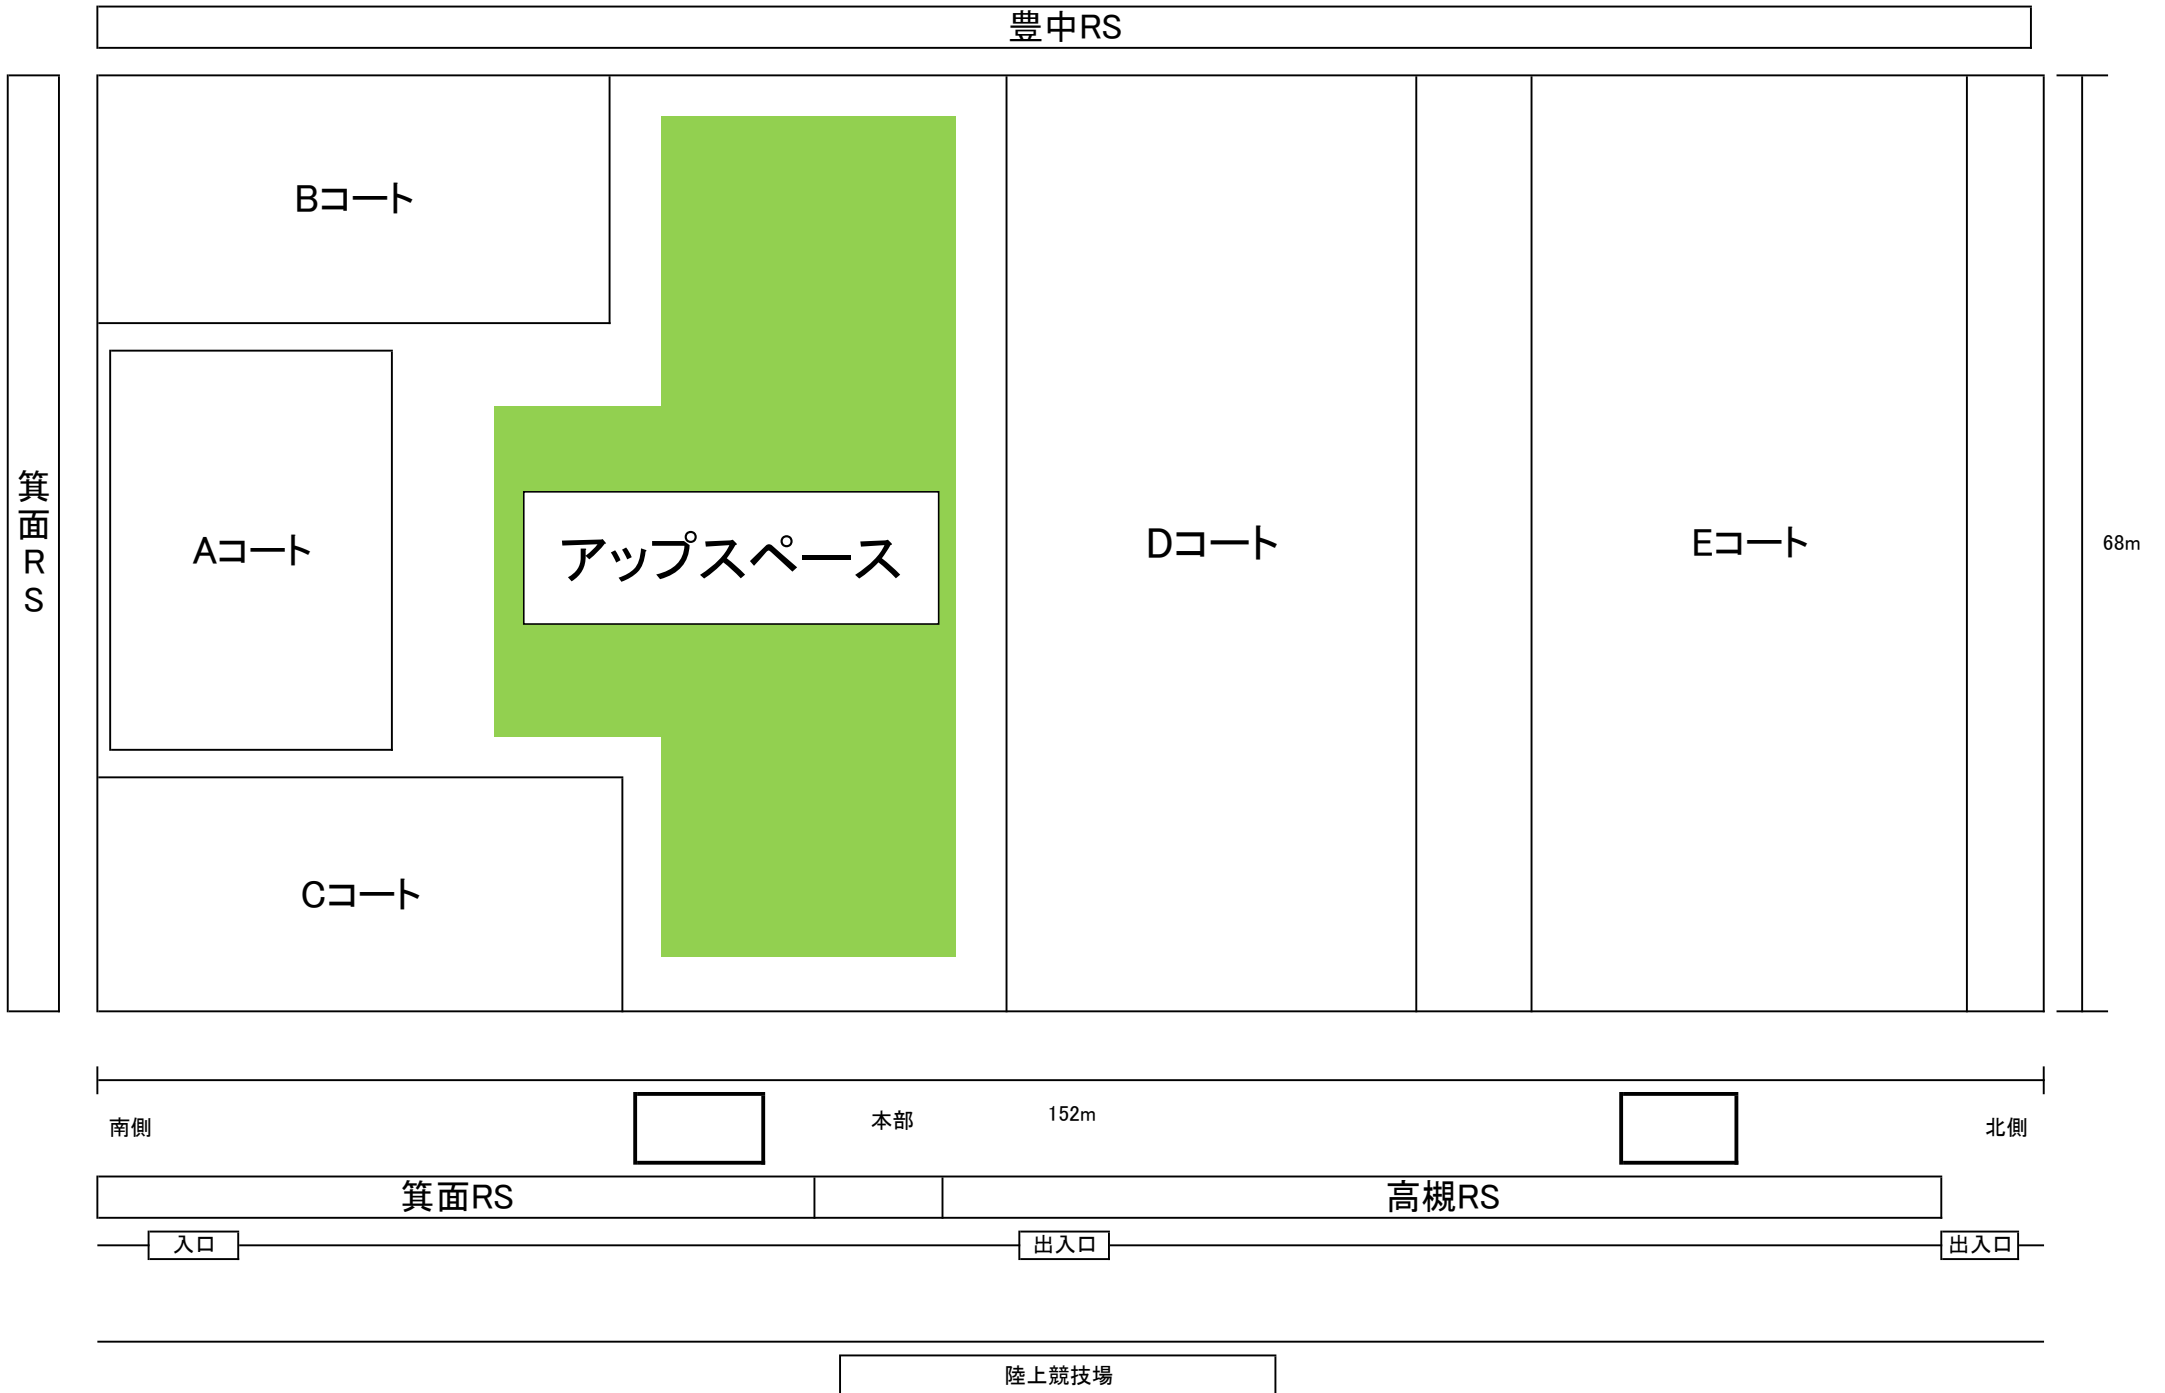 豊中RS
Bコート
箕面RS
Aコート
アップスペース
Dコート
Eコート
68m
Cコート
南側
本部
152m
北側
箕面RS
高槻RS
入口
出入口
出入口
陸上競技場